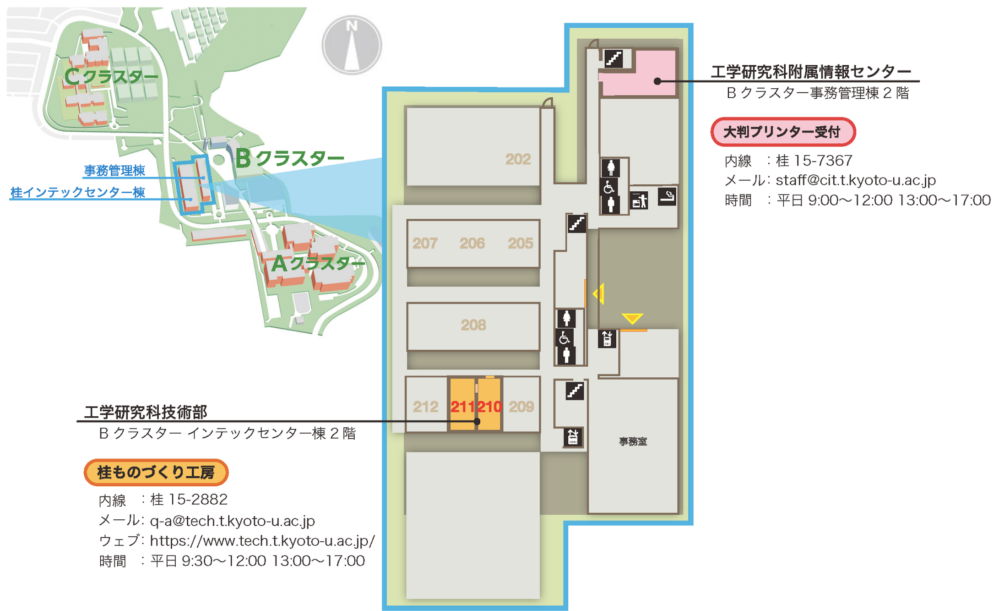 N
Cクラスター
Bクラスター
事務管理棟
桂インテックセンター棟
Aクラスター
工学研究科附属情報センター
Bクラスター事務管理棟2階
大判プリンター受付
内線　：桂 15-7367
メール：staff@cit.t.kyoto-u.ac.jp
時間　：平日 9:00〜12:00 13:00〜17:00
202
207 206 205
208
212 211 210 209
事務室
工学研究科技術部
Bクラスター インテックセンター棟2階
桂ものづくり工房
内線　：桂 15-2882
メール：q-a@tech.t.kyoto-u.ac.jp
ウェブ：https://www.tech.t.kyoto-u.ac.jp/
時間　：平日 9:30〜12:00 13:00〜17:00